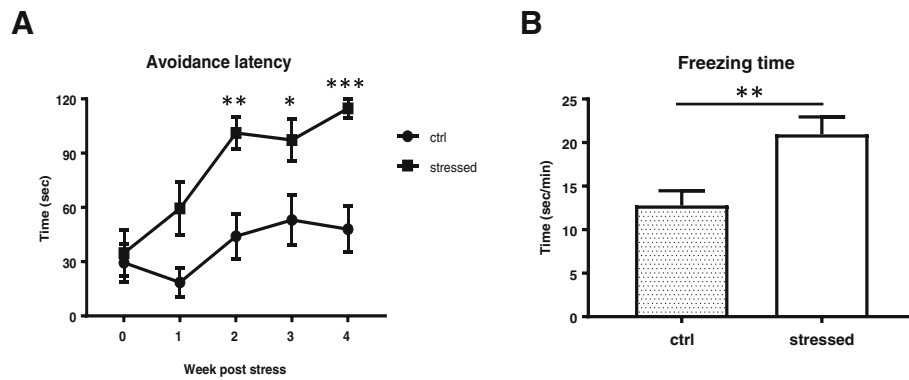 A
Avoidance latency
Time (sec)
120
90
60
30
0
** * ***
0 1 2 3 4
Week post stress
ctrl
stressed
B
Freezing time
Time (sec/min)
25
20
15
10
5
0
**
ctrl stressed